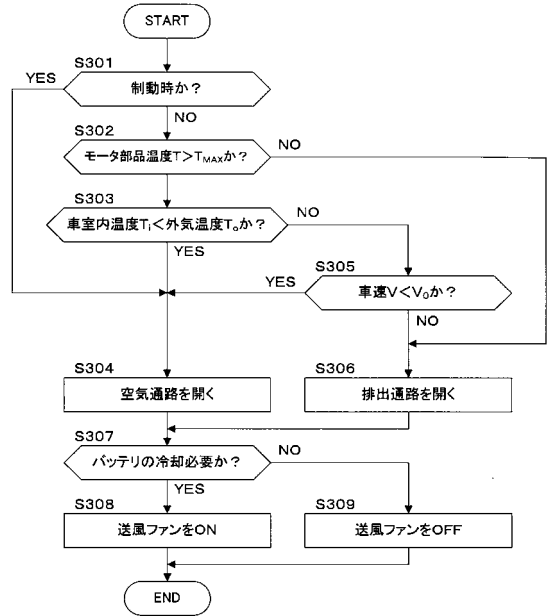 START
S301
YES
制動時か?
NO
S302
NO
モータ部品温度T>TMAXか?
S303
NO
車室内温度Ti<外気温度Toか?
YES
S305
YES
車速V<V0か?
NO
S304
空気通路を開く
S306
排出通路を開く
S307
NO
バッテリの冷却必要か?
YES
S308
送風ファンをON
S309
送風ファンをOFF
END